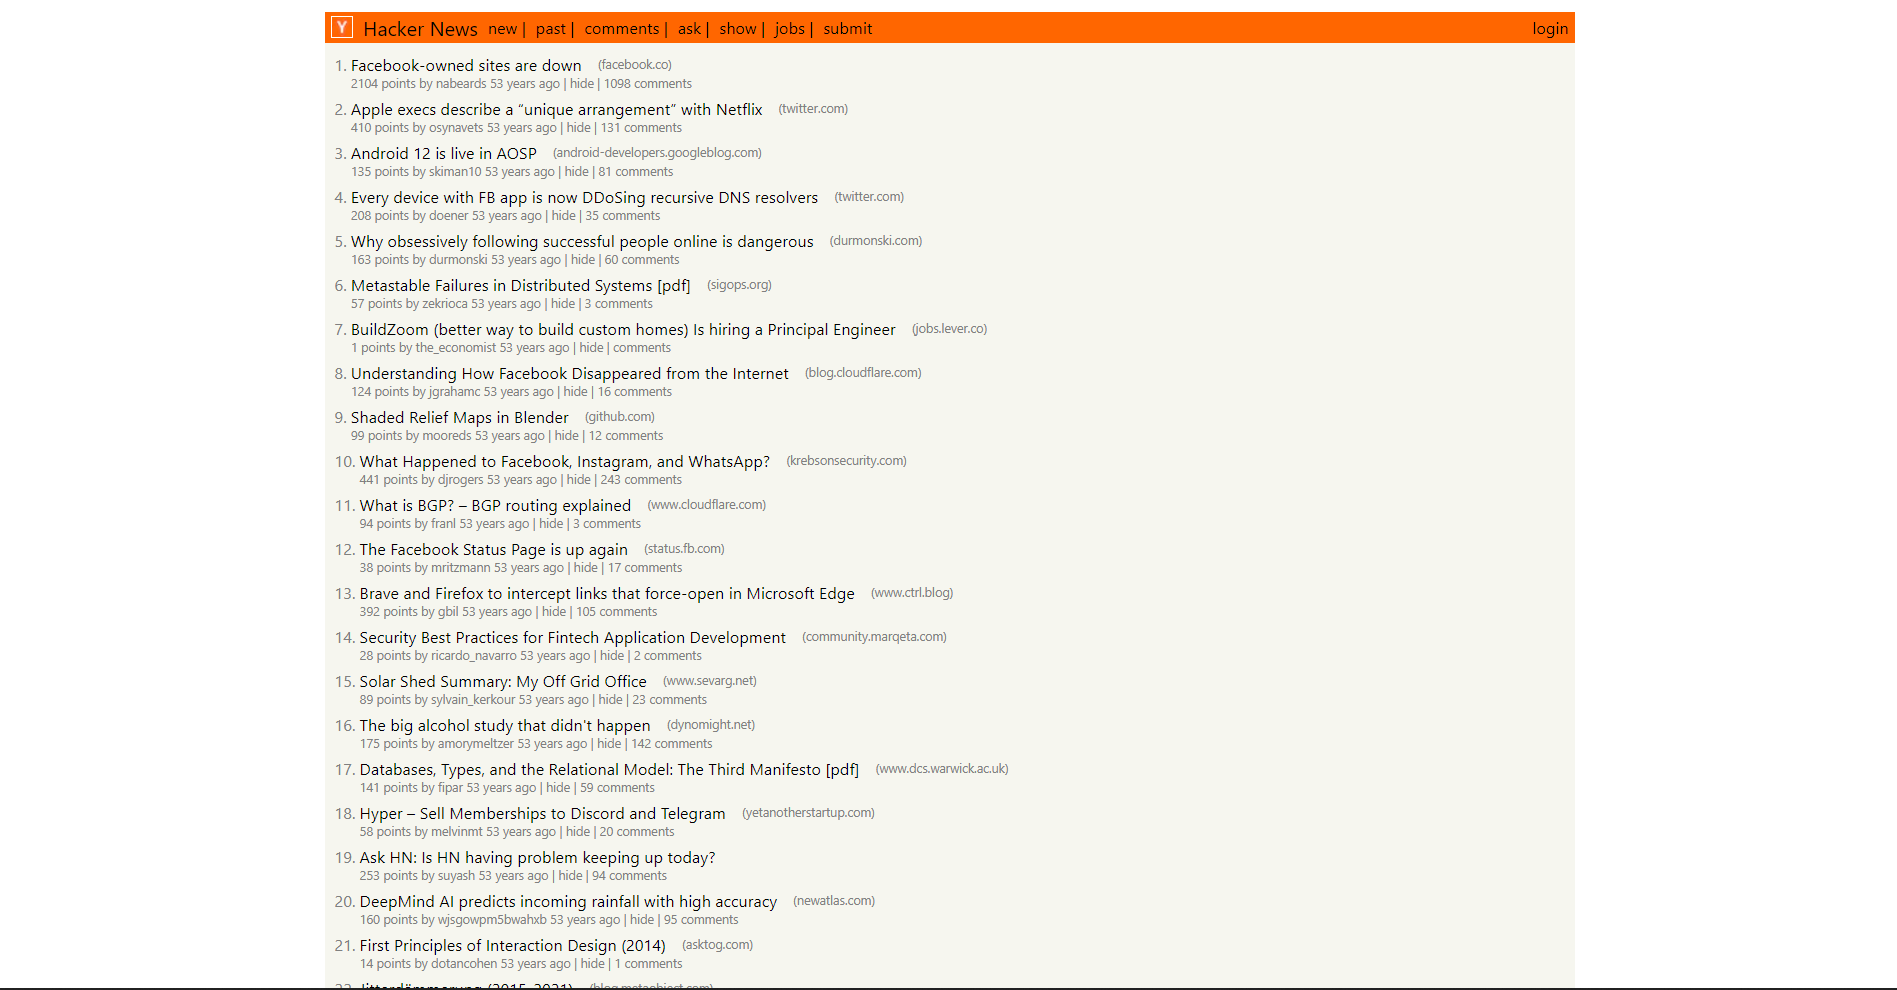 Y Hacker News new | past | comments | ask | show | jobs | submit login
1. Facebook-owned sites are down (facebook.co)
2104 points by nabeards 53 years ago | hide | 1098 comments
2. Apple execs describe a “unique arrangement” with Netflix (twitter.com)
410 points by osynavets 53 years ago | hide | 131 comments
3. Android 12 is live in AOSP (android-developers.googleblog.com)
135 points by skiman10 53 years ago | hide | 81 comments
4. Every device with FB app is now DDoSing recursive DNS resolvers (twitter.com)
208 points by doener 53 years ago | hide | 35 comments
5. Why obsessively following successful people online is dangerous (durmonski.com)
163 points by durmonski 53 years ago | hide | 60 comments
6. Metastable Failures in Distributed Systems [pdf] (sigops.org)
57 points by zekrioca 53 years ago | hide | 3 comments
7. BuildZoom (better way to build custom homes) Is hiring a Principal Engineer (jobs.lever.co)
1 points by the_economist 53 years ago | hide | comments
8. Understanding How Facebook Disappeared from the Internet (blog.cloudflare.com)
124 points by jgrahamc 53 years ago | hide | 16 comments
9. Shaded Relief Maps in Blender (github.com)
99 points by mooreds 53 years ago | hide | 12 comments
10. What Happened to Facebook, Instagram, and WhatsApp? (krebsonsecurity.com)
441 points by djrogers 53 years ago | hide | 243 comments
11. What is BGP? – BGP routing explained (www.cloudflare.com)
94 points by franl 53 years ago | hide | 3 comments
12. The Facebook Status Page is up again (status.fb.com)
38 points by mritzmann 53 years ago | hide | 17 comments
13. Brave and Firefox to intercept links that force-open in Microsoft Edge (www.ctrl.blog)
392 points by gbil 53 years ago | hide | 105 comments
14. Security Best Practices for Fintech Application Development (community.marqeta.com)
28 points by ricardo_navarro 53 years ago | hide | 2 comments
15. Solar Shed Summary: My Off Grid Office (www.sevarg.net)
89 points by sylvain_kerkour 53 years ago | hide | 23 comments
16. The big alcohol study that didn't happen (dynomight.net)
175 points by amorymeltzer 53 years ago | hide | 142 comments
17. Databases, Types, and the Relational Model: The Third Manifesto [pdf] (www.dcs.warwick.ac.uk)
141 points by fipar 53 years ago | hide | 59 comments
18. Hyper – Sell Memberships to Discord and Telegram (yetanotherstartup.com)
58 points by melvinmt 53 years ago | hide | 20 comments
19. Ask HN: Is HN having problem keeping up today?
253 points by suyash 53 years ago | hide | 94 comments
20. DeepMind AI predicts incoming rainfall with high accuracy (newatlas.com)
160 points by wjsgowpm5bwahxb 53 years ago | hide | 95 comments
21. First Principles of Interaction Design (2014) (asktog.com)
14 points by dotancohen 53 years ago | hide | 1 comments
22. Jitterdämmerung (2015-2021) (blog.metaobject.com)